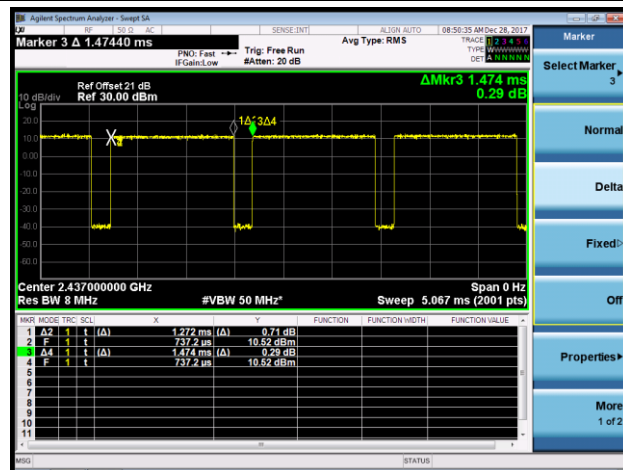 Agilent Spectrum Analyzer - Swept SA
RF 50 Ω AC SENSE:INT ALIGN AUTO 08:50:35 AM Dec 28, 2017
Marker 3 Δ 1.47440 ms
PNO: Fast
IFGain:Low
Trig: Free Run
#Atten: 20 dB
Avg Type: RMS
TRACE 1 2 3 4 5 6
TYPE WWWWWW
DET A N N N N N
Ref Offset 21 dB
10 dB/div Ref 30.00 dBm
Log
ΔMkr3 1.474 ms
0.29 dB
20.0
10.0
0.00
-10.0
-20.0
-30.0
-40.0
-50.0
-60.0
3Δ4
Center 2.437000000 GHz Span 0 Hz
Res BW 8 MHz #VBW 50 MHz* Sweep 5.067 ms (2001 pts)
MKR MODE TRC SCL X Y FUNCTION FUNCTION WIDTH FUNCTION VALUE
1 Δ2 1 t (Δ) 1.272 ms (Δ) 0.71 dB
2 F 1 t 737.2 µs 10.52 dBm
3 Δ4 1 t (Δ) 1.474 ms (Δ) 0.29 dB
4 F 1 t 737.2 µs 10.52 dBm
5
6
7
8
9
10
11
MSG STATUS
Marker
Select Marker
3
Normal
Delta
Fixed
Off
Properties
More
1 of 2